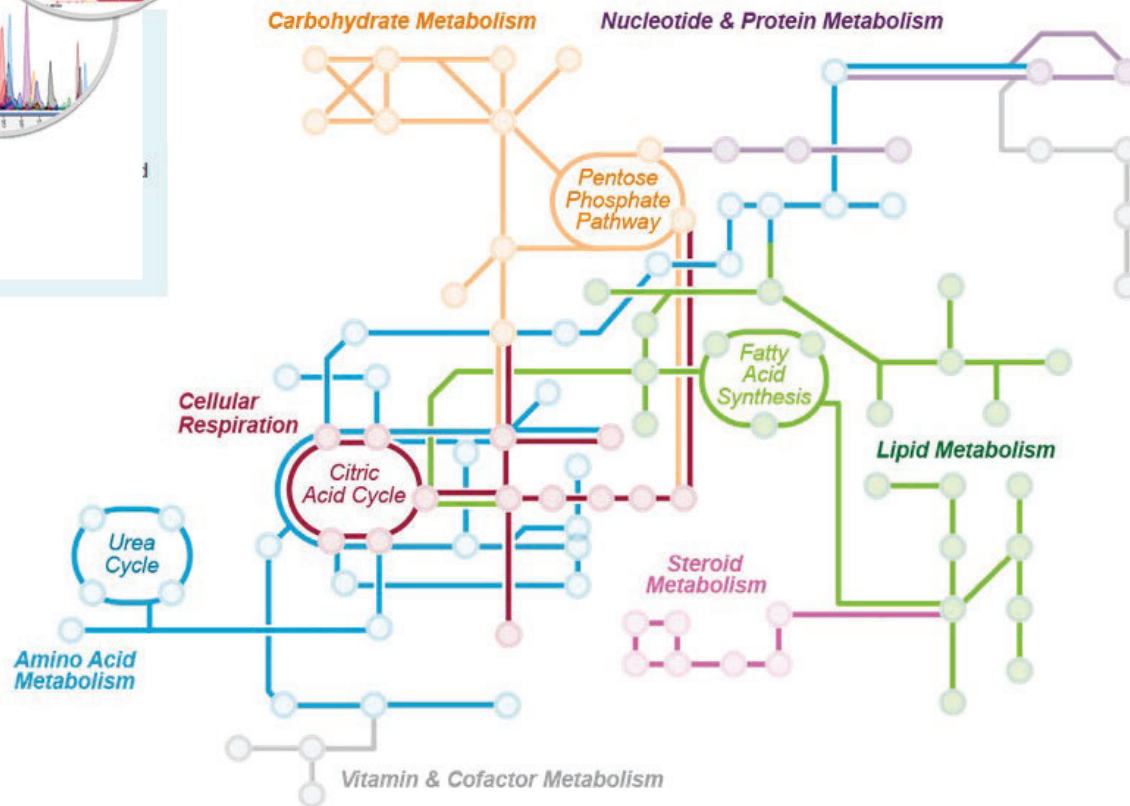 Carbohydrate Metabolism
Nucleotide & Protein Metabolism
d
Pentose
Phosphate
Pathway
Fatty
Acid
Synthesis
Cellular
Respiration
Lipid Metabolism
Citric
Acid Cycle
Urea
Cycle
Steroid
Metabolism
Amino Acid
Metabolism
Vitamin & Cofactor Metabolism